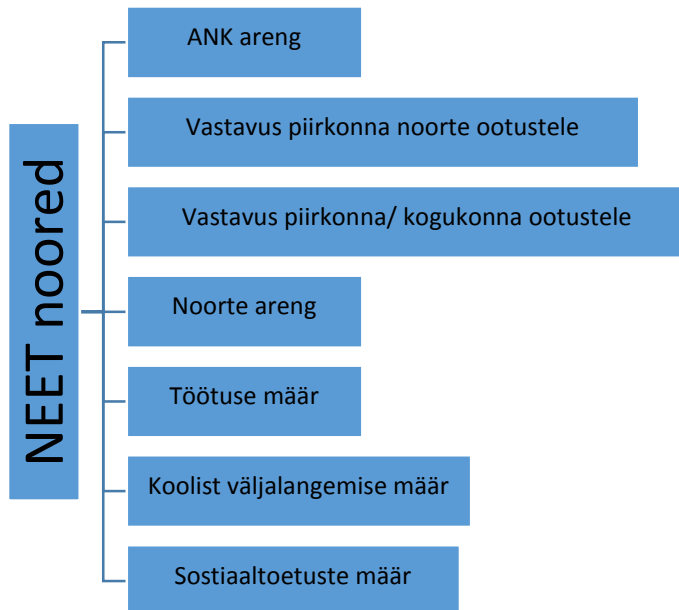 NEET noored
ANK areng
Vastavus piirkonna noorte ootustele
Vastavus piirkonna/ kogukonna ootustele
Noorte areng
Töötuse määr
Koolist väljalangemise määr
Sostiaaltoetuste määr